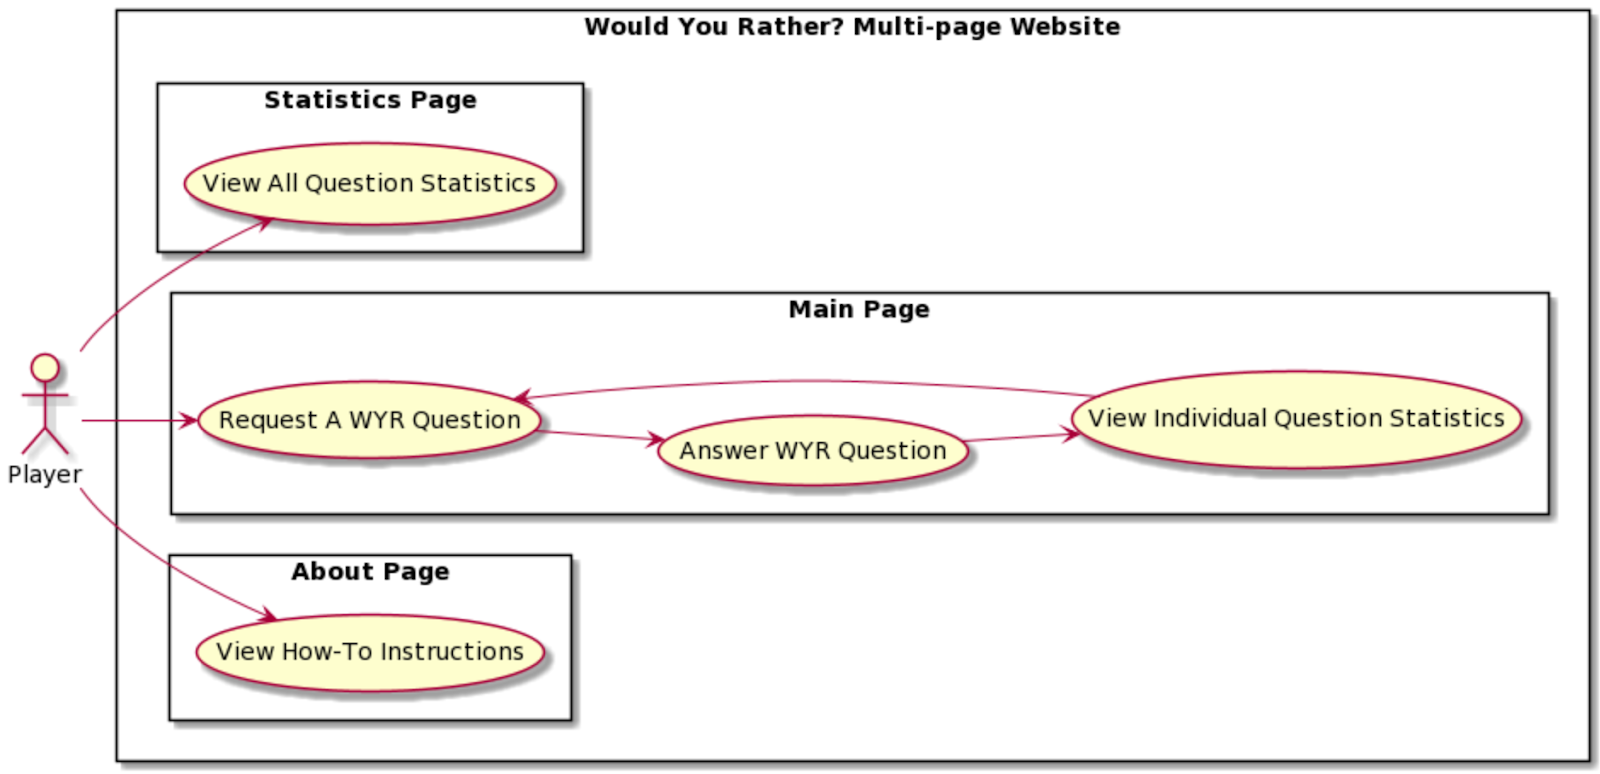 Would You Rather? Multi-page Website
Statistics Page
View All Question Statistics
Main Page
Request A WYR Question
Answer WYR Question
View Individual Question Statistics
Player
About Page
View How-To Instructions